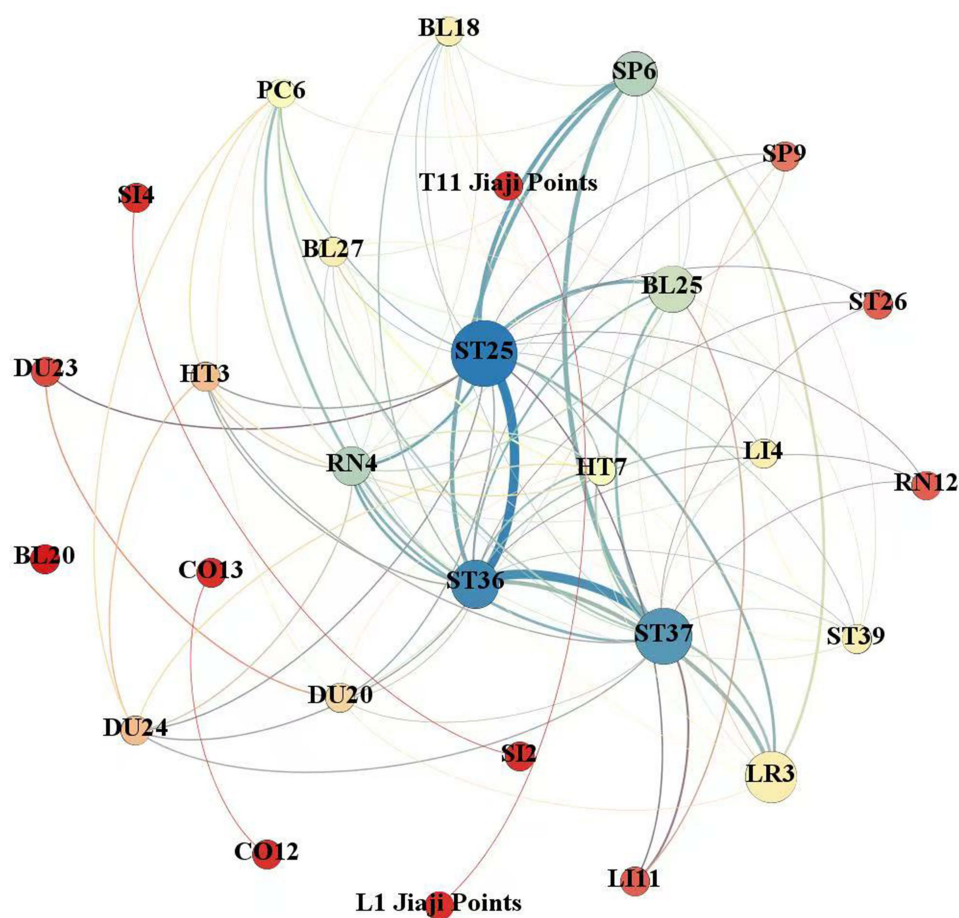 BL18
SP6
PC6
SP9
T11 Jiaji Points
SI4
BL27
BL25
ST26
ST25
DU23
HT3
LI4
RN4
HT7
RN12
BL20
CO13
ST36
ST37
ST39
DU20
DU24
SI2
LR3
CO12
LI11
L1 Jiaji Points